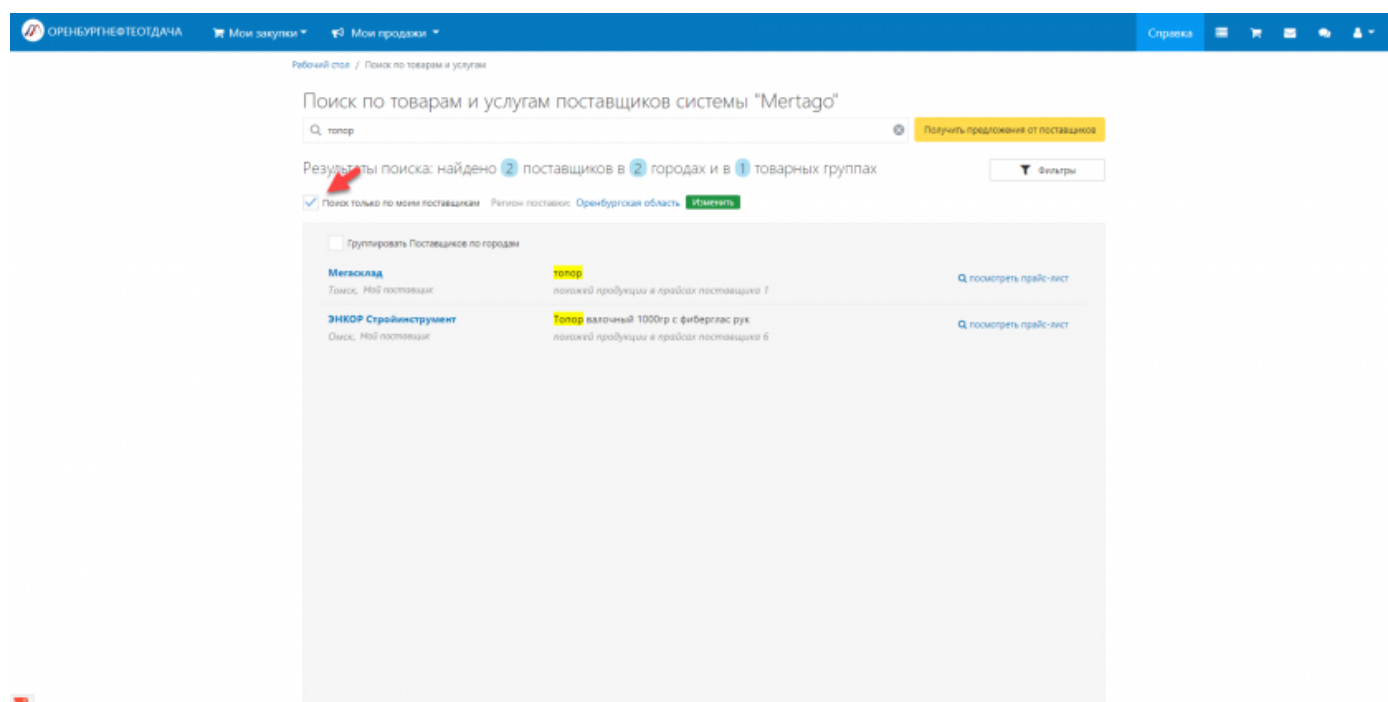 ОРЕНБУРГНЕФТЕОТДАЧА Мои закупки Мои продажи Справка
Рабочий стол / Поиск по товарам и услугам
Поиск по товарам и услугам поставщиков системы "Mertago"
топор Получить предложения от поставщиков
Результаты поиска: найдено 2 поставщиков в 2 городах и в 1 товарных группах Фильтры
Поиск только по моим поставщикам Регион поставки: Оренбургская область Изменить
Группировать Поставщиков по городам
Мегасклад топор посмотреть прайс-лист
Томск, Мой поставщик похожей продукции в прайсах поставщика 1
ЭНКОР Стройинструмент Топор валочный 1000гр с фиберглас рук посмотреть прайс-лист
Омск, Мой поставщик похожей продукции в прайсах поставщика 6